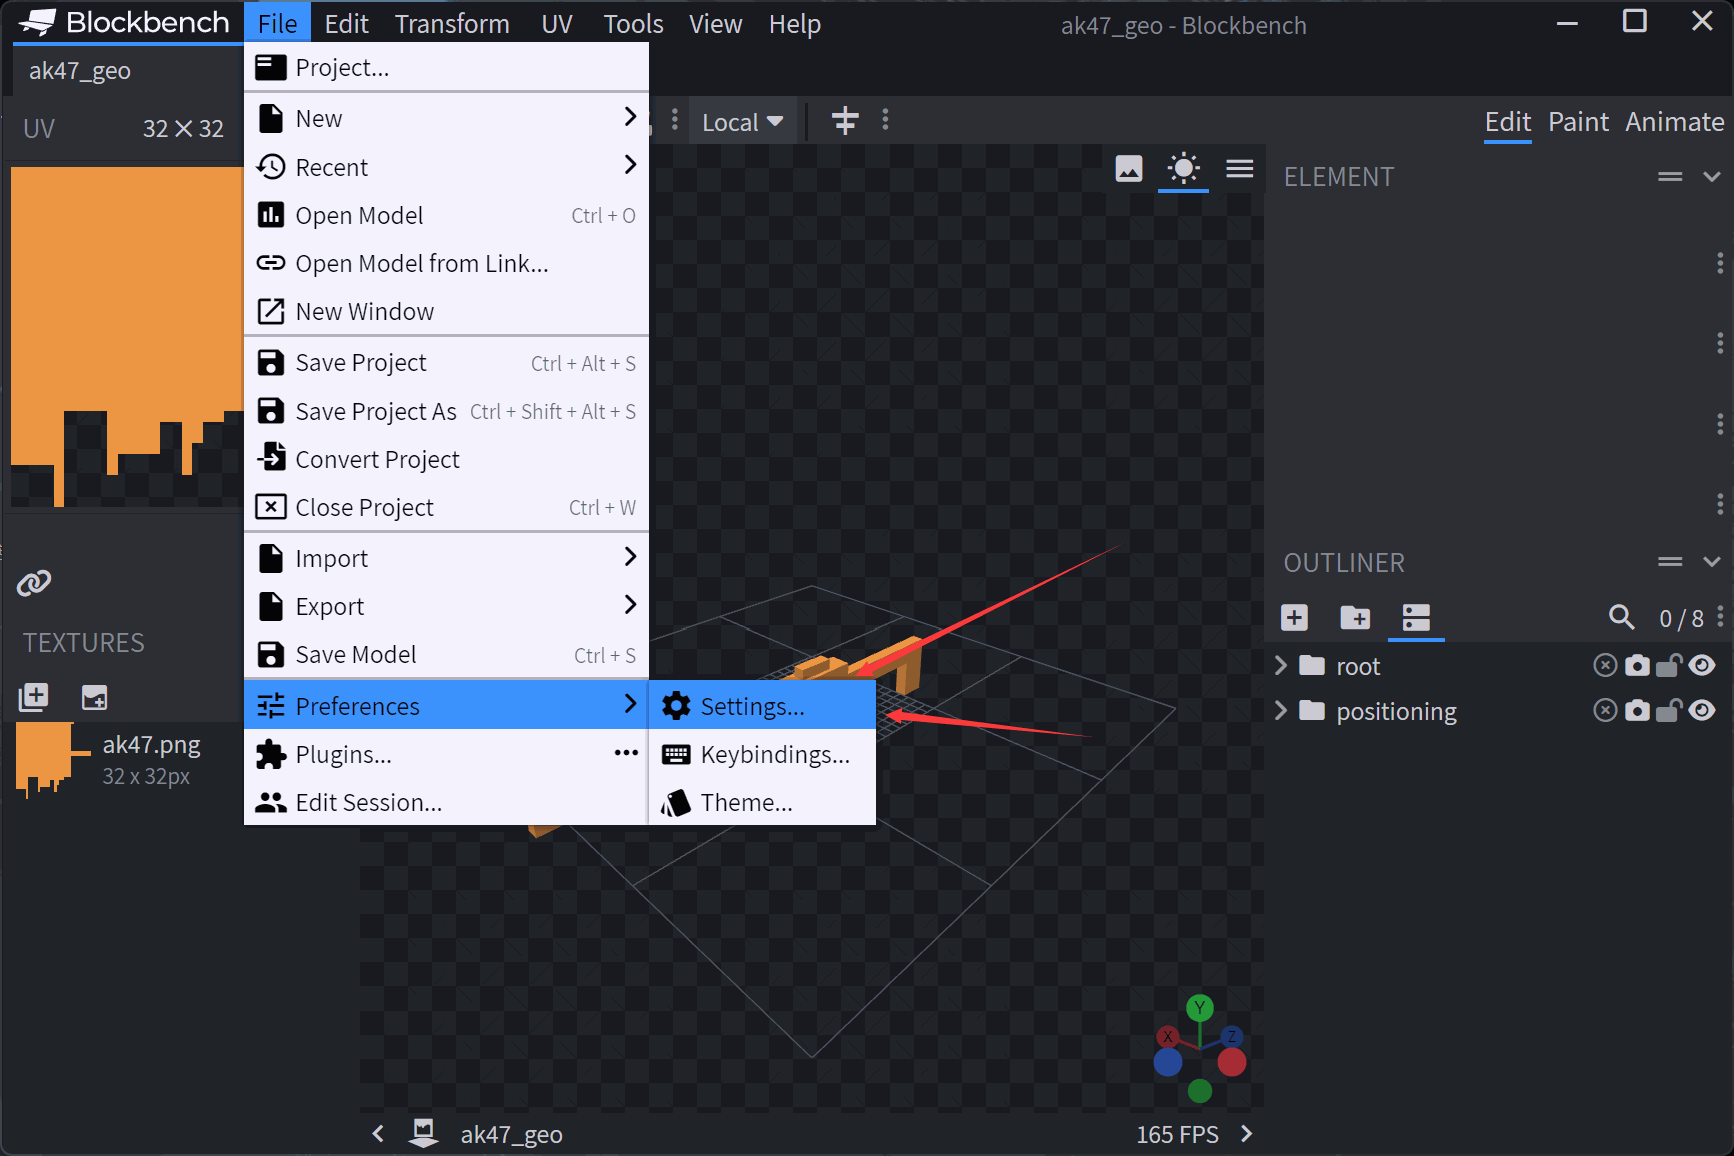 Blockbench File Edit Transform UV Tools View Help ak47_geo - Blockbench
ak47_geo
UV 32 × 32
Project...
New
Recent
Open Model Ctrl + O
Open Model from Link...
New Window
Save Project Ctrl + Alt + S
Save Project As Ctrl + Shift + Alt + S
Convert Project
Close Project Ctrl + W
Import
Export
Save Model Ctrl + S
Preferences
Plugins...
Edit Session...
Settings...
Keybindings...
Theme...
Local
Edit Paint Animate
ELEMENT
OUTLINER
0 / 8
root
positioning
TEXTURES
ak47.png
32 x 32px
Y
X Z
ak47_geo 165 FPS